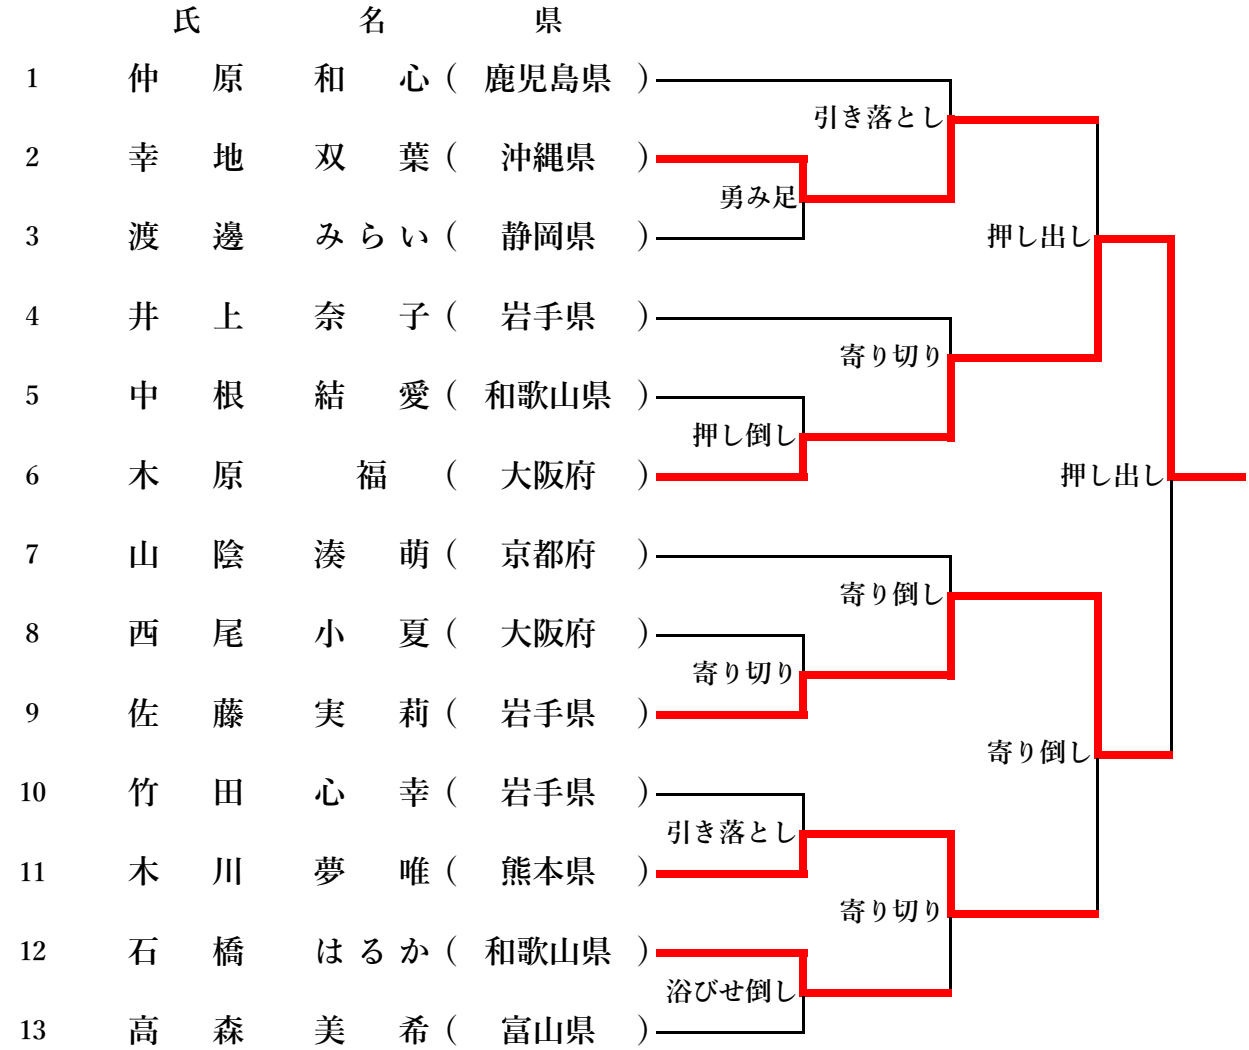 氏名 県
1 仲原 和心 ( 鹿児島県 )
引き落とし
2 幸地 双葉 ( 沖縄県 )
勇み足
3 渡邊 みらい ( 静岡県 )
押し出し
4 井上 奈子 ( 岩手県 )
寄り切り
5 中根 結愛 ( 和歌山県 )
押し倒し
6 木原 福 ( 大阪府 )
押し出し
7 山陰 湊萌 ( 京都府 )
寄り倒し
8 西尾 小夏 ( 大阪府 )
寄り切り
9 佐藤 実莉 ( 岩手県 )
寄り倒し
10 竹田 心幸 ( 岩手県 )
引き落とし
11 木川 夢唯 ( 熊本県 )
寄り切り
12 石橋 はるか ( 和歌山県 )
浴びせ倒し
13 高森 美希 ( 富山県 )